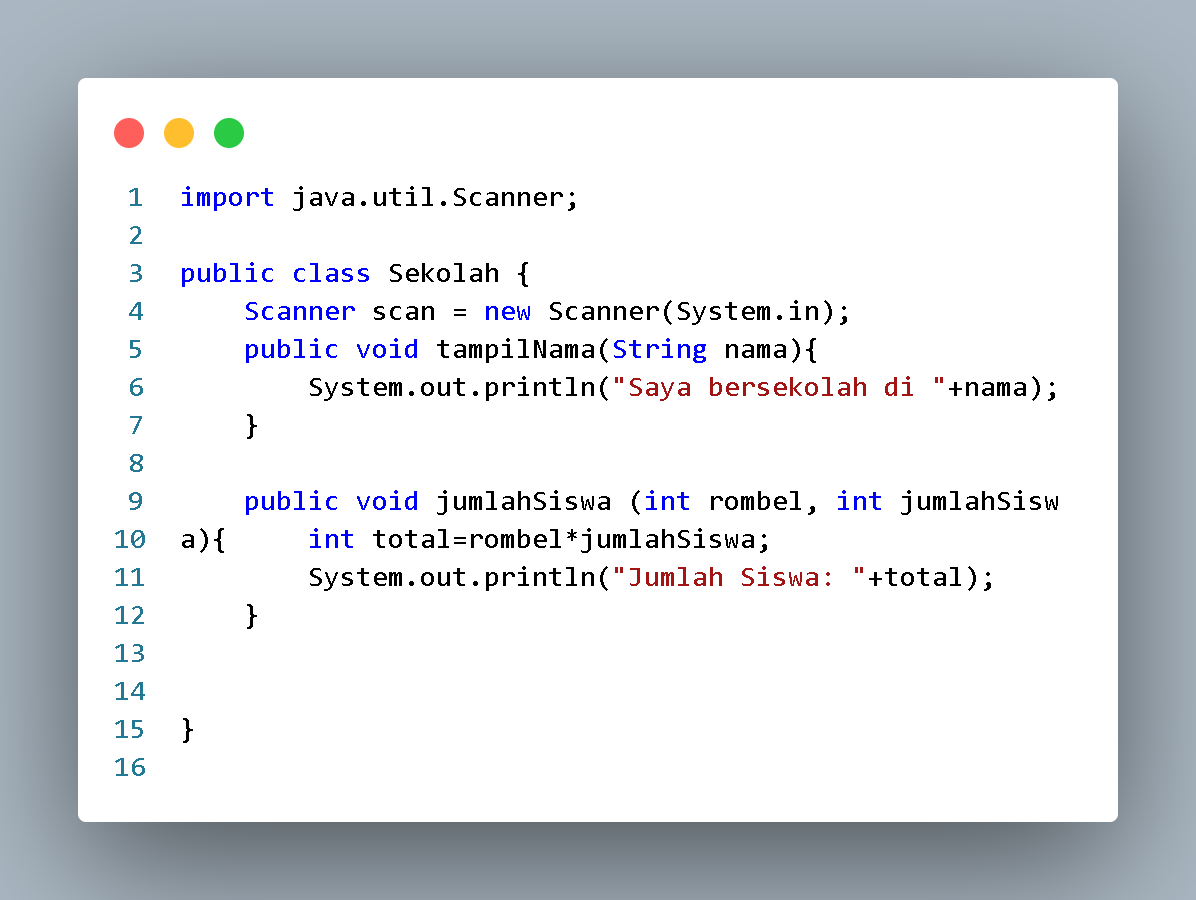 1 import java.util.Scanner;
2
3 public class Sekolah {
4     Scanner scan = new Scanner(System.in);
5     public void tampilNama(String nama){
6         System.out.println("Saya bersekolah di "+nama);
7     }
8
9     public void jumlahSiswa (int rombel, int jumlahSisw
10 a){     int total=rombel*jumlahSiswa;
11         System.out.println("Jumlah Siswa: "+total);
12     }
13
14
15 }
16